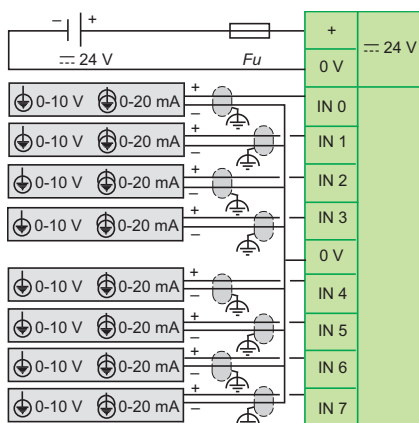 – +
+
⎓ 24 V
Fu
0 V
⎓ 24 V
0-10 V 0-20 mA + – IN 0
0-10 V 0-20 mA + – IN 1
0-10 V 0-20 mA + – IN 2
0-10 V 0-20 mA + – IN 3
0 V
0-10 V 0-20 mA + – IN 4
0-10 V 0-20 mA + – IN 5
0-10 V 0-20 mA + – IN 6
0-10 V 0-20 mA + – IN 7